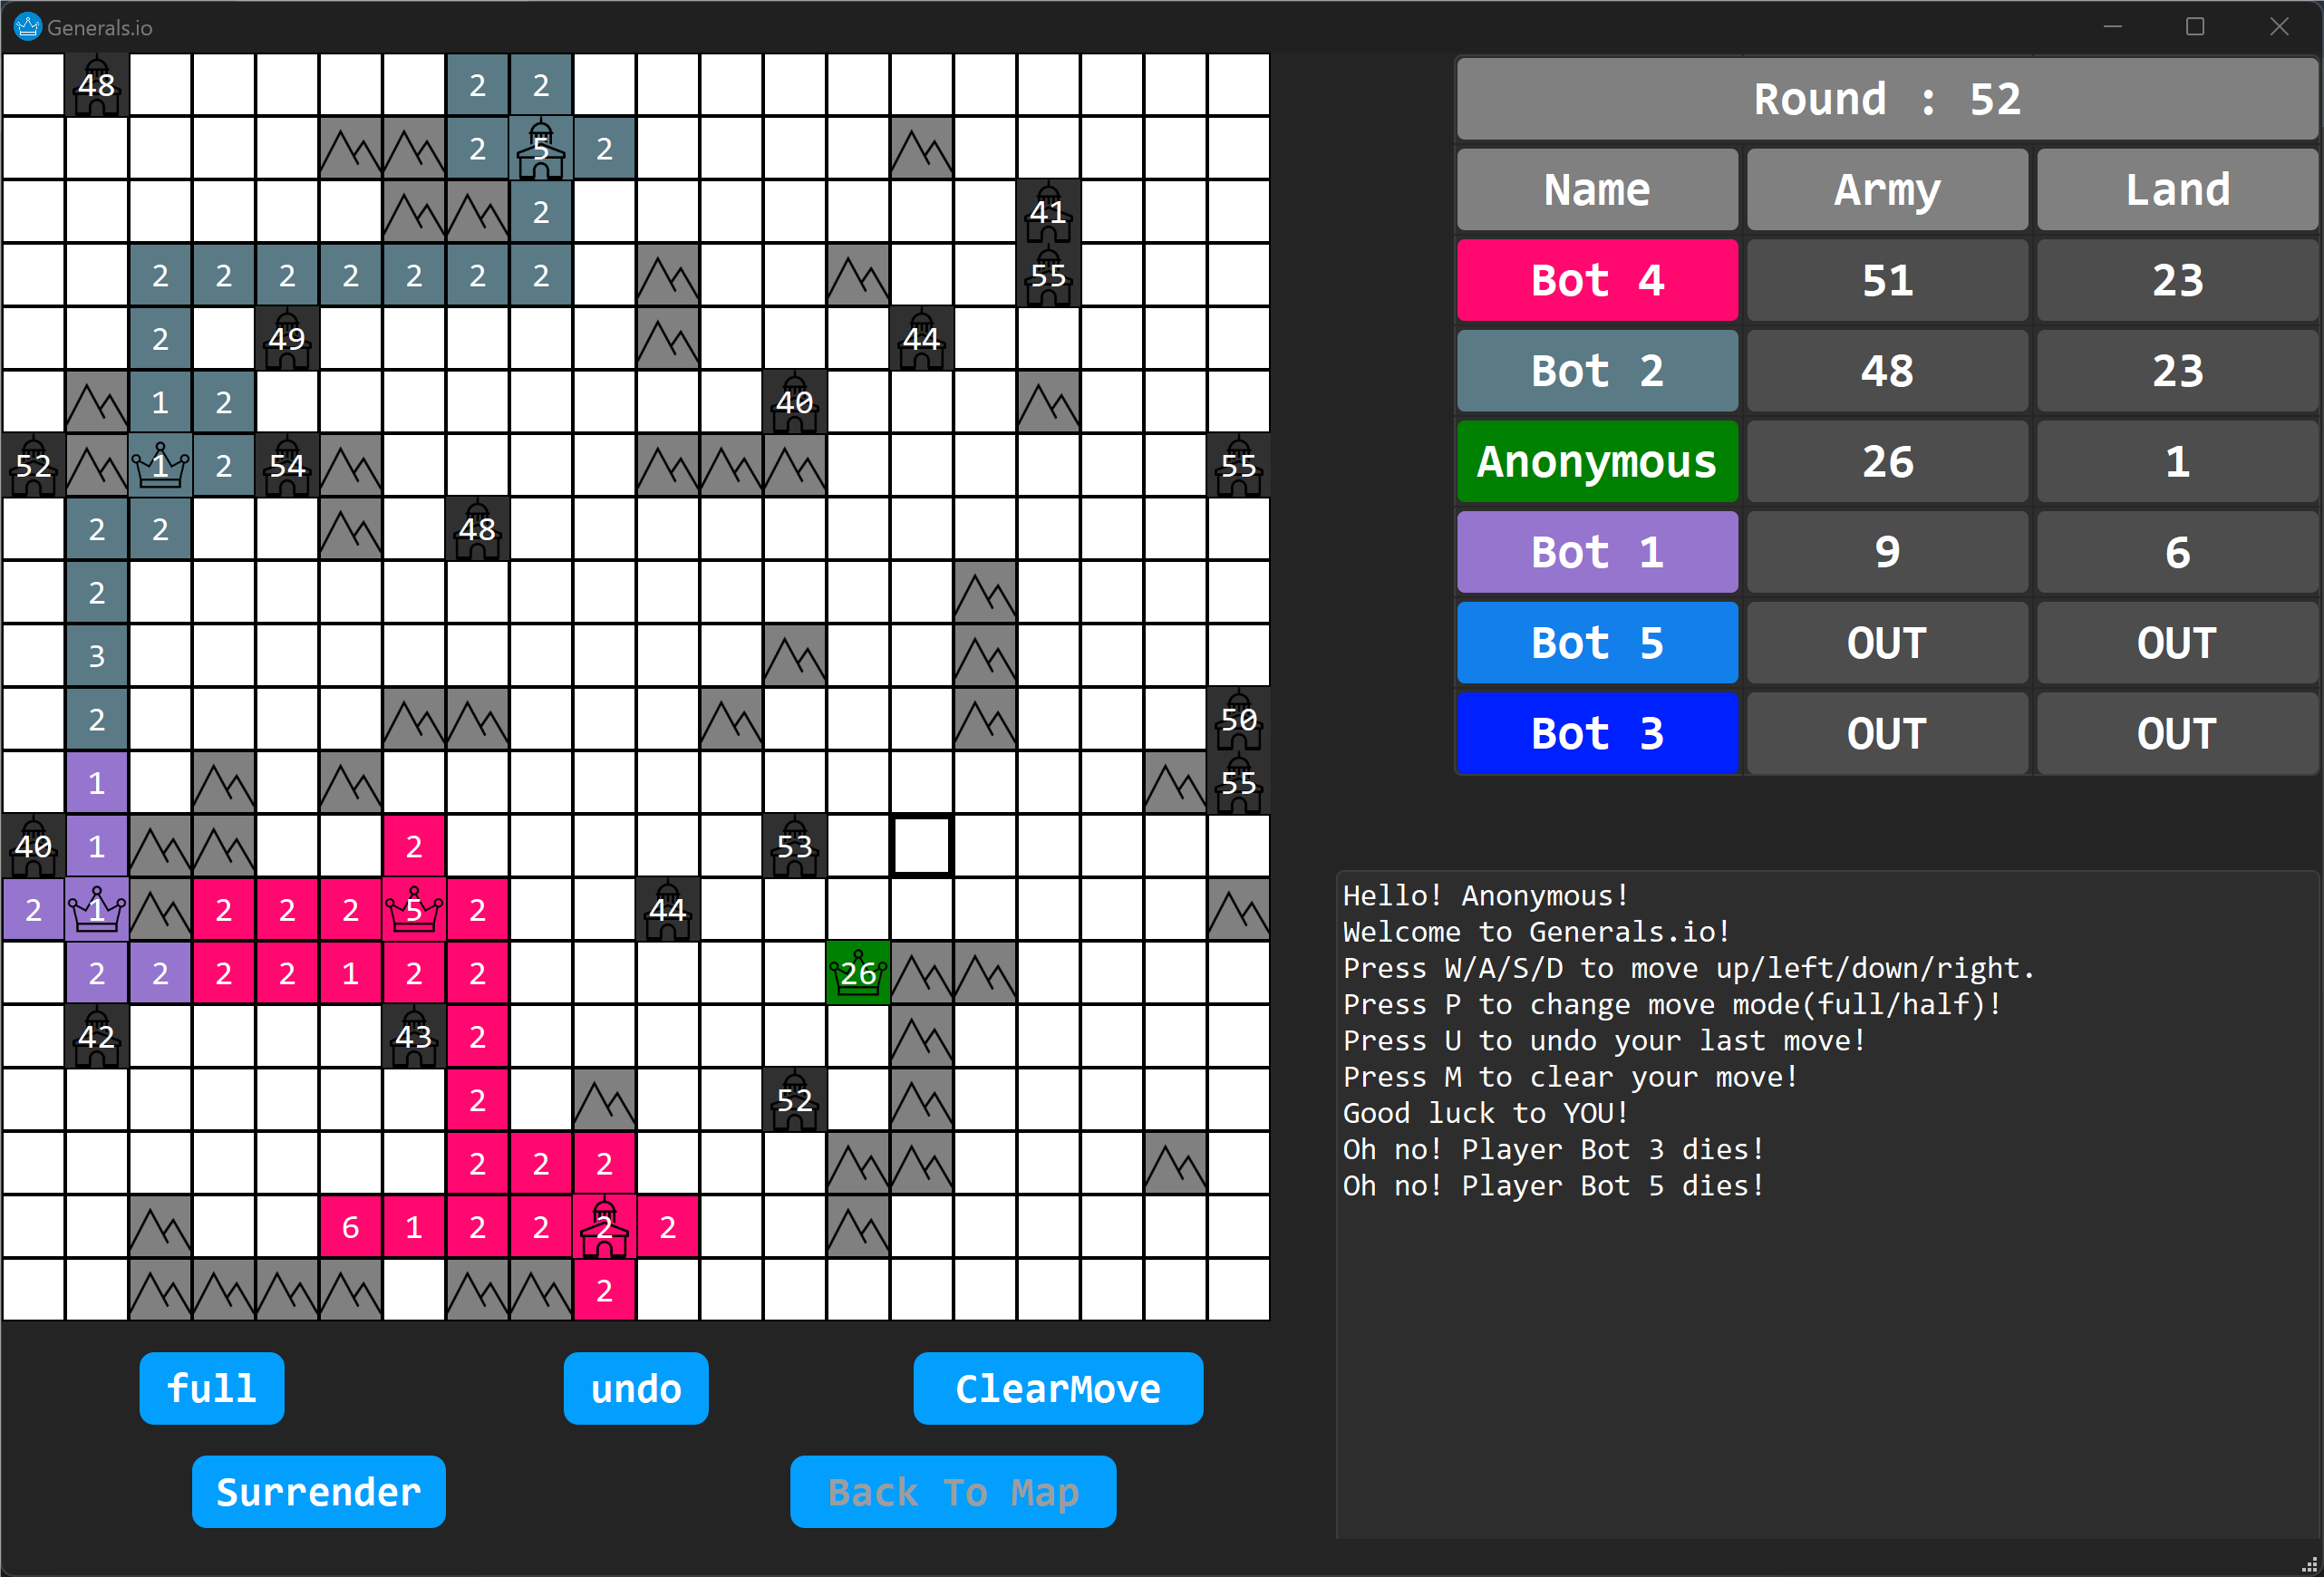 Generals.io
48 2 2
2 5 2
2 41
2 2 2 2 2 2 2 55
2 49 44
1 2 40
52 1 2 54 55
2 2 48
2
3
2 50
1 55
40 1 2 53
2 1 2 2 2 5 2 44
2 2 2 2 1 2 2 26
42 43 2
2 52
2 2 2
6 1 2 2 2 2
2
full undo ClearMove
Surrender Back To Map
Round : 52
Name Army Land
Bot 4 51 23
Bot 2 48 23
Anonymous 26 1
Bot 1 9 6
Bot 5 OUT OUT
Bot 3 OUT OUT
Hello! Anonymous!
Welcome to Generals.io!
Press W/A/S/D to move up/left/down/right.
Press P to change move mode(full/half)!
Press U to undo your last move!
Press M to clear your move!
Good luck to YOU!
Oh no! Player Bot 3 dies!
Oh no! Player Bot 5 dies!